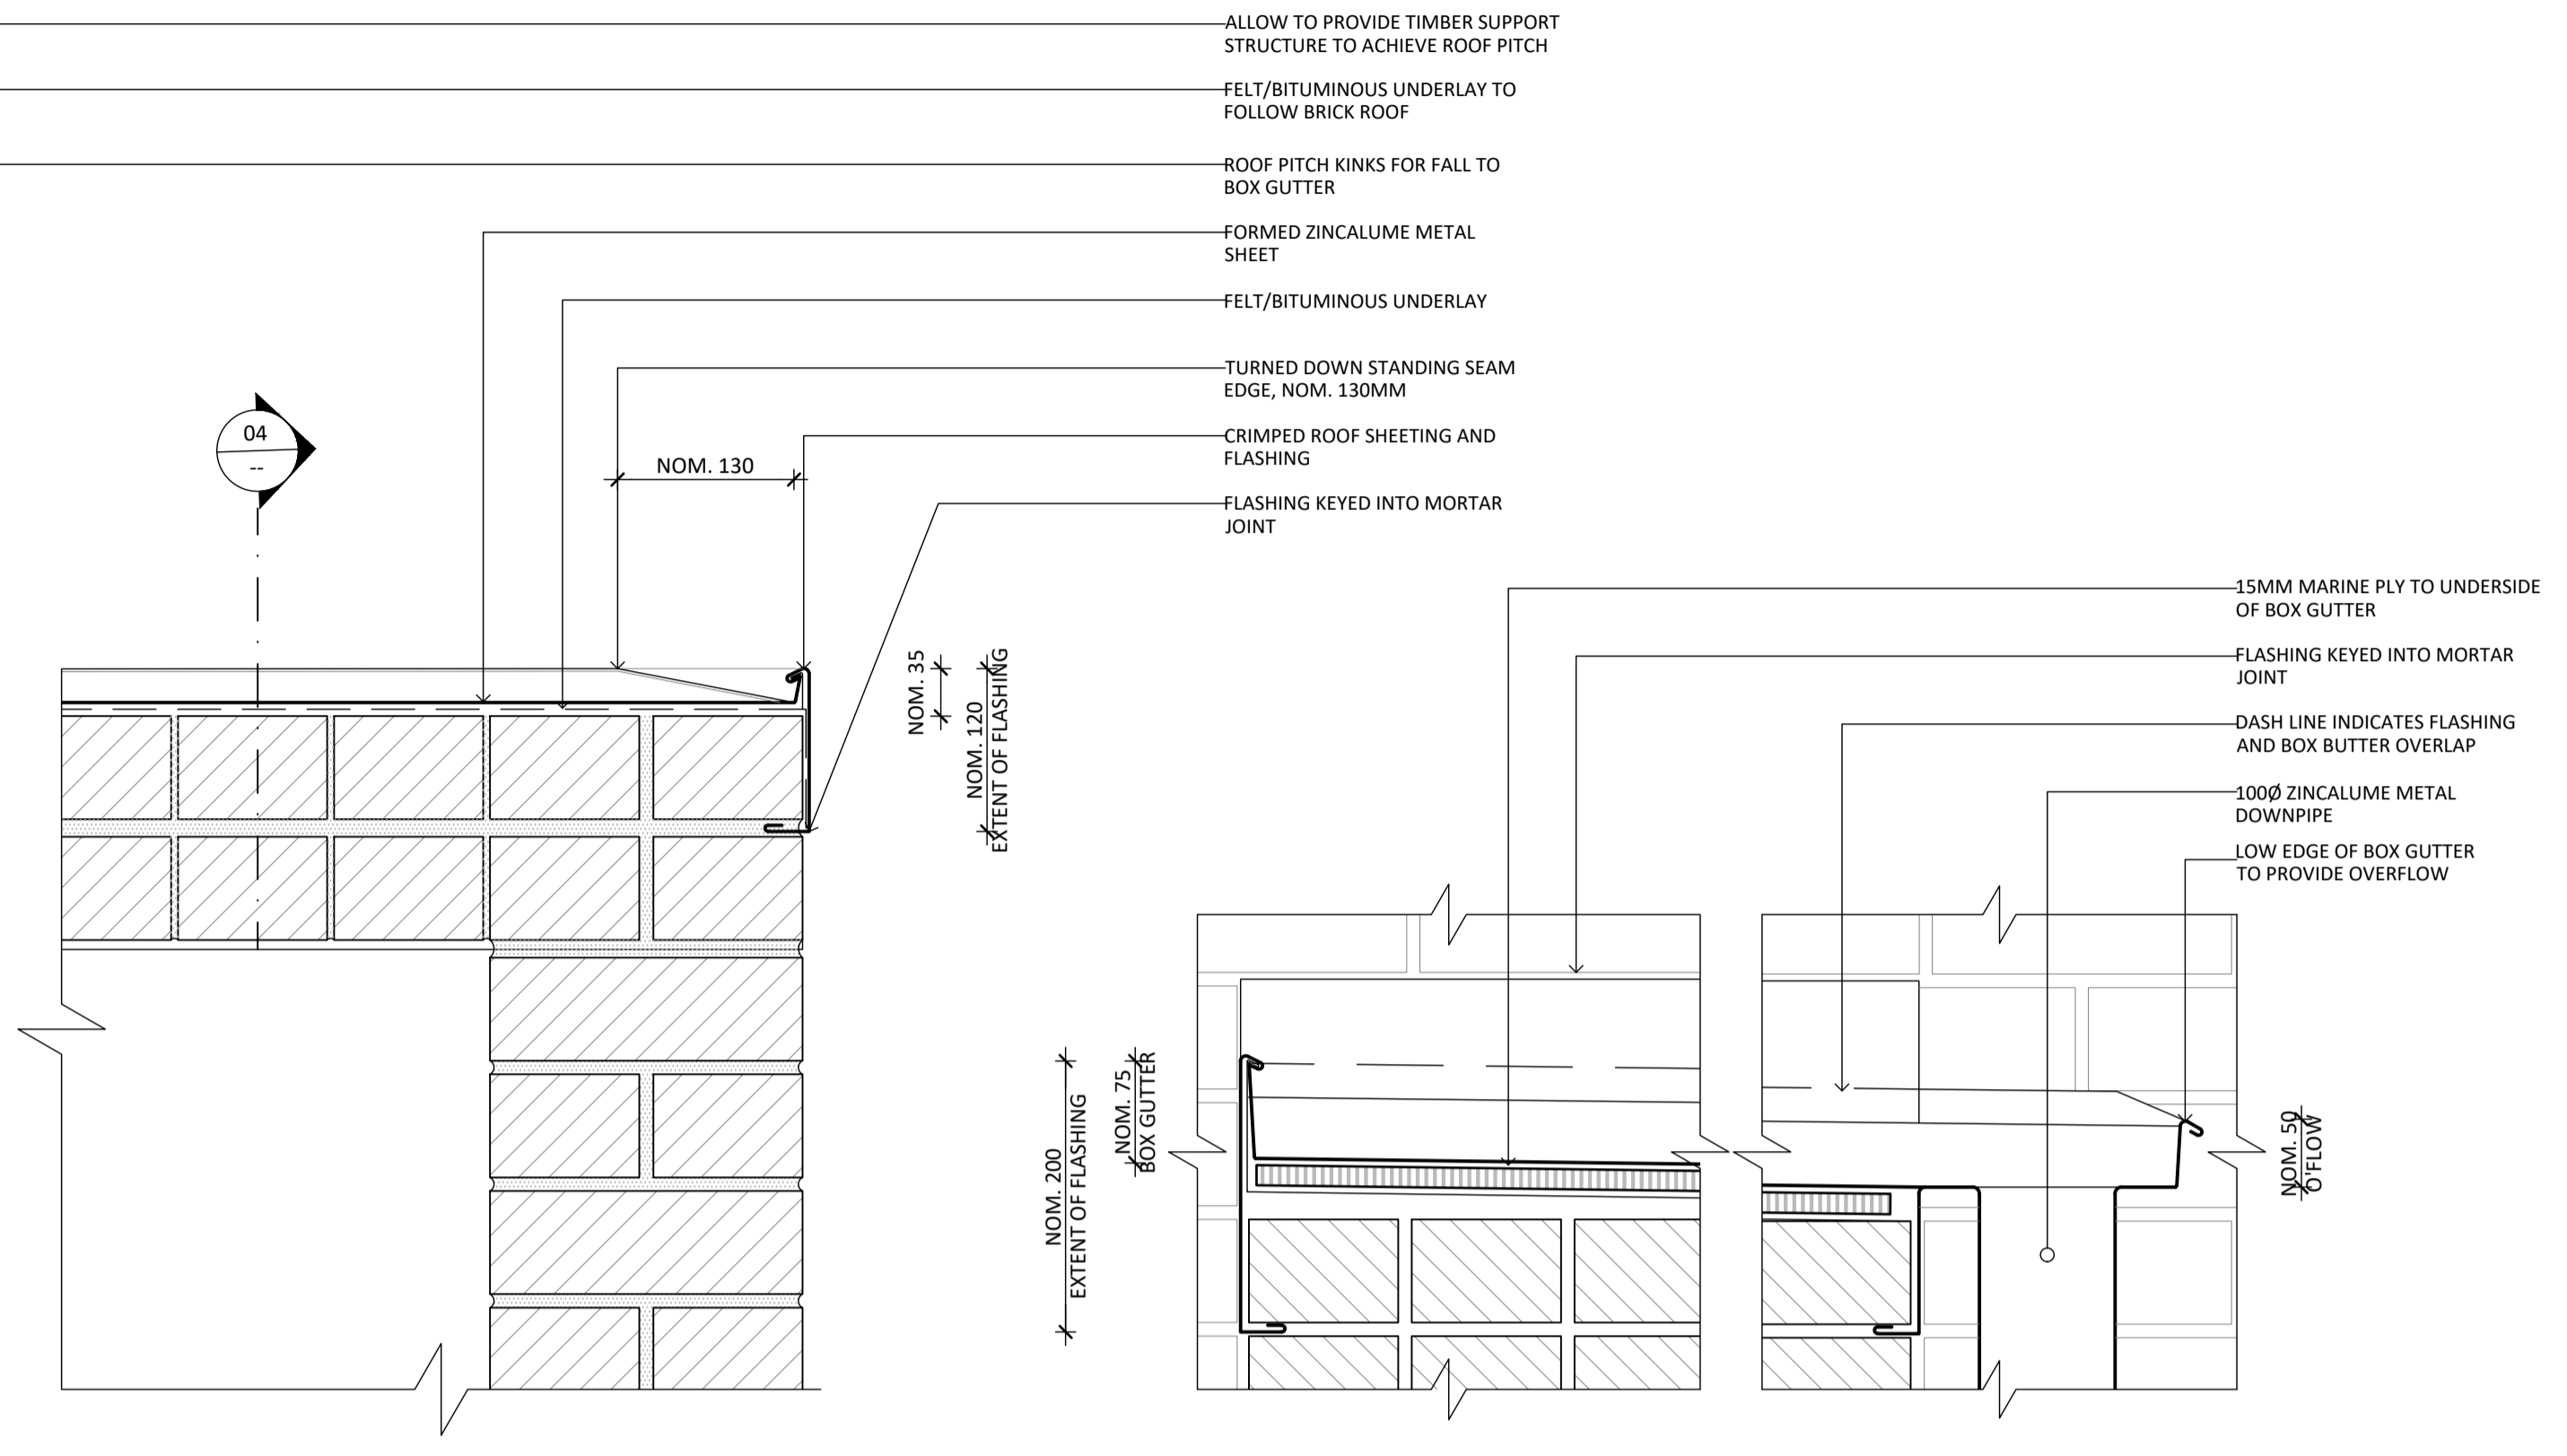 ALLOW TO PROVIDE TIMBER SUPPORT
STRUCTURE TO ACHIEVE ROOF PITCH
FELT/BITUMINOUS UNDERLAY TO
FOLLOW BRICK ROOF
ROOF PITCH KINKS FOR FALL TO
BOX GUTTER
FORMED ZINCALUME METAL
SHEET
FELT/BITUMINOUS UNDERLAY
TURNED DOWN STANDING SEAM
EDGE, NOM. 130MM
CRIMPED ROOF SHEETING AND
FLASHING
FLASHING KEYED INTO MORTAR
JOINT
04
--
NOM. 130
NOM. 35
NOM. 120
EXTENT OF FLASHING
15MM MARINE PLY TO UNDERSIDE
OF BOX GUTTER
FLASHING KEYED INTO MORTAR
JOINT
DASH LINE INDICATES FLASHING
AND BOX BUTTER OVERLAP
100Ø ZINCALUME METAL
DOWNPIPE
LOW EDGE OF BOX GUTTER
TO PROVIDE OVERFLOW
NOM. 200
EXTENT OF FLASHING
NOM. 75
BOX GUTTER
NOM. 50
O'FLOW